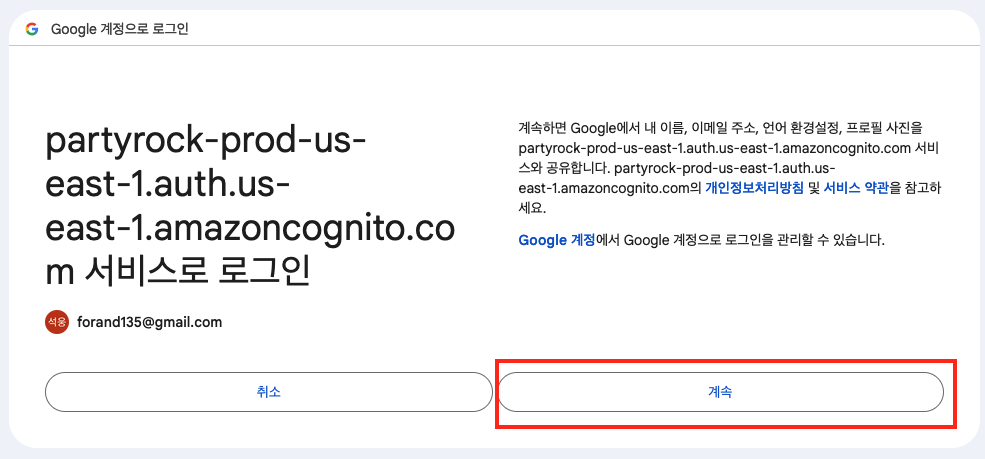 Google 계정으로 로그인
partyrock-prod-us-
east-1.auth.us-
east-1.amazoncognito.co
m 서비스로 로그인
석웅 forand135@gmail.com
계속하면 Google에서 내 이름, 이메일 주소, 언어 환경설정, 프로필 사진을
partyrock-prod-us-east-1.auth.us-east-1.amazoncognito.com 서비
스와 공유합니다. partyrock-prod-us-east-1.auth.us-
east-1.amazoncognito.com의 개인정보처리방침 및 서비스 약관을 참고하
세요.
Google 계정에서 Google 계정으로 로그인을 관리할 수 있습니다.
취소
계속